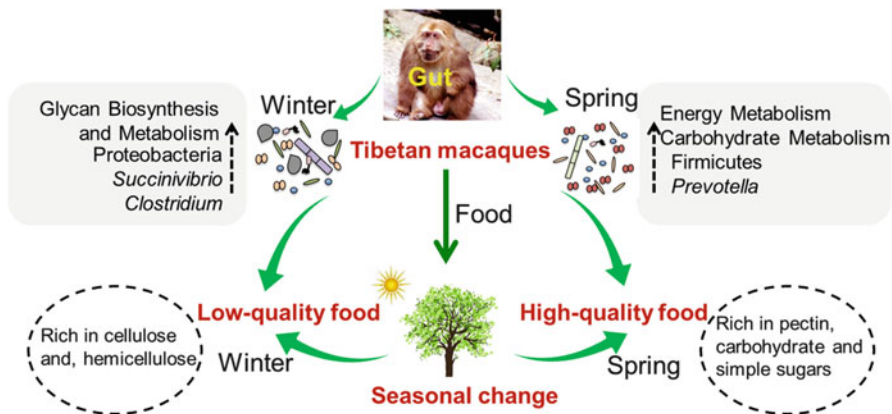 Gut
Winter
Spring
Glycan Biosynthesis
and Metabolism
Proteobacteria
Succinivibrio
Clostridium
Tibetan macaques
Energy Metabolism
Carbohydrate Metabolism
Firmicutes
Prevotella
Food
Low-quality food
High-quality food
Rich in cellulose
and, hemicellulose
Winter
Spring
Rich in pectin,
carbohydrate and
simple sugars
Seasonal change